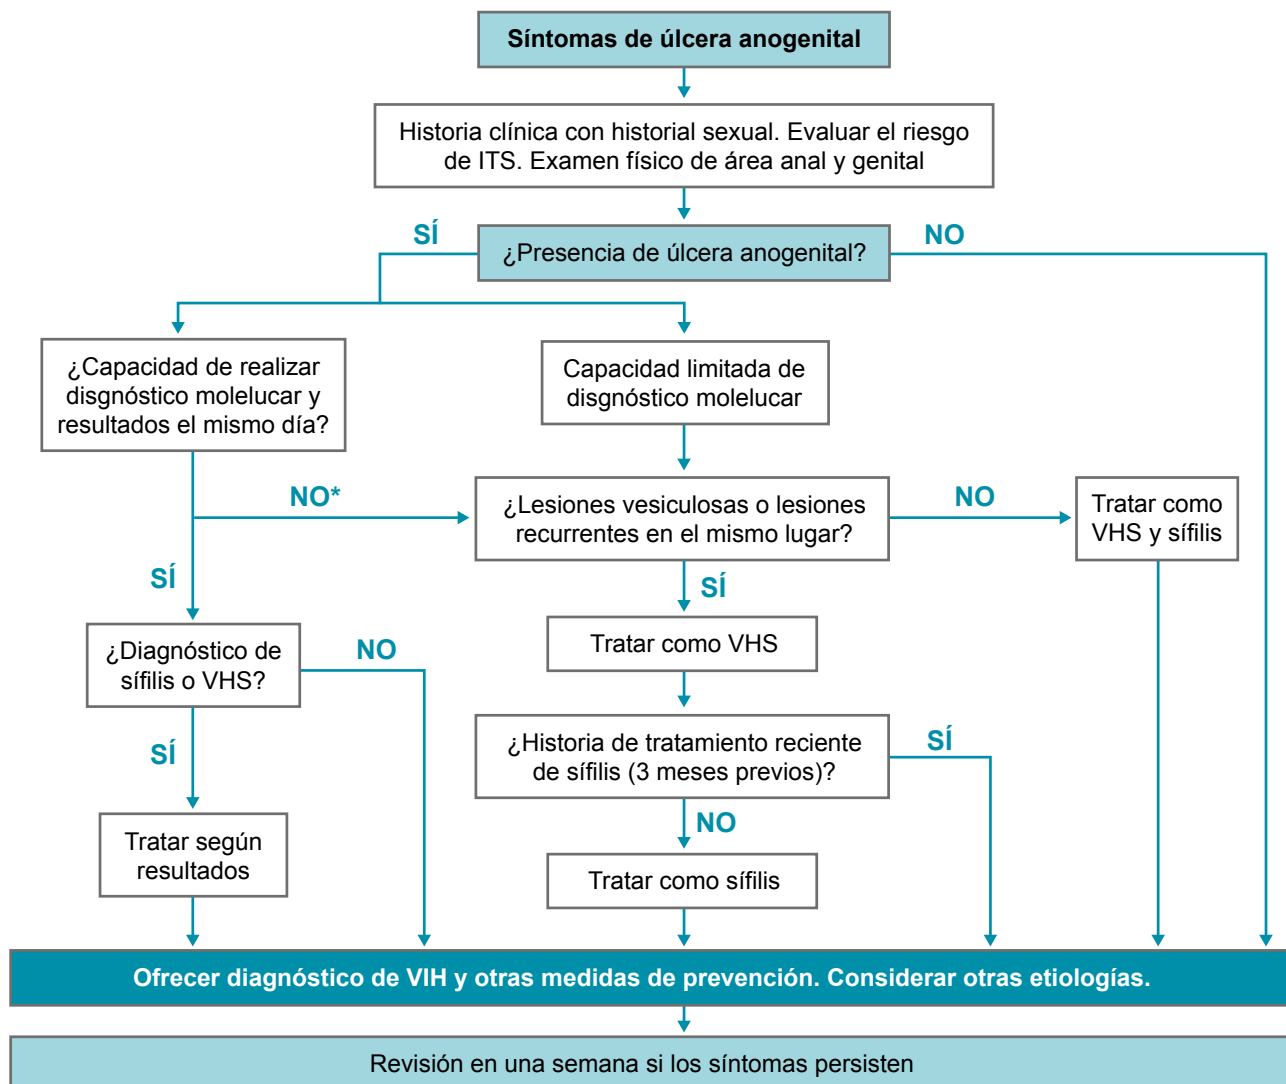 Síntomas de úlcera anogenital
Historia clínica con historial sexual. Evaluar el riesgo
de ITS. Examen físico de área anal y genital
SÍ
¿Presencia de úlcera anogenital?
NO
¿Capacidad de realizar
disgnóstico molelucar y
resultados el mismo día?
Capacidad limitada de
disgnóstico molelucar
NO*
¿Lesiones vesiculosas o lesiones
recurrentes en el mismo lugar?
NO
Tratar como
VHS y sífilis
SÍ
SÍ
¿Diagnóstico de
sífilis o VHS?
NO
Tratar como VHS
SÍ
¿Historia de tratamiento reciente
de sífilis (3 meses previos)?
SÍ
NO
Tratar según
resultados
Tratar como sífilis
Ofrecer diagnóstico de VIH y otras medidas de prevención. Considerar otras etiologías.
Revisión en una semana si los síntomas persisten